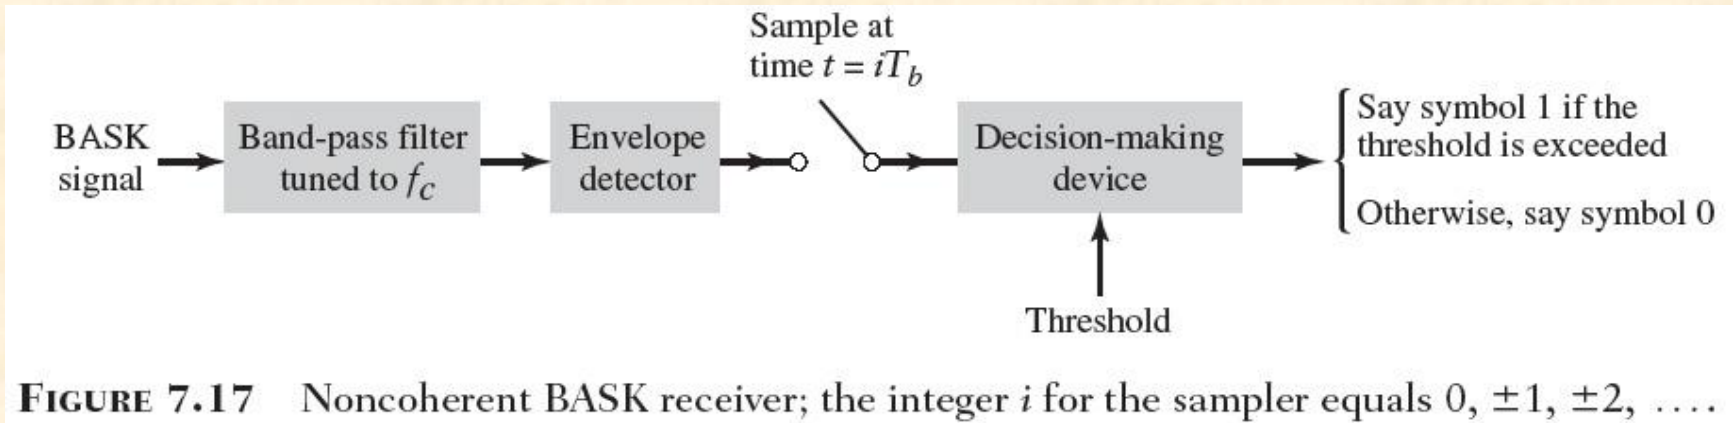 Sample at
time t = iT_b
BASK
signal
Band-pass filter
tuned to f_c
Envelope
detector
Decision-making
device
Say symbol 1 if the
threshold is exceeded
Otherwise, say symbol 0
Threshold
FIGURE 7.17 Noncoherent BASK receiver; the integer i for the sampler equals 0, ±1, ±2, ....